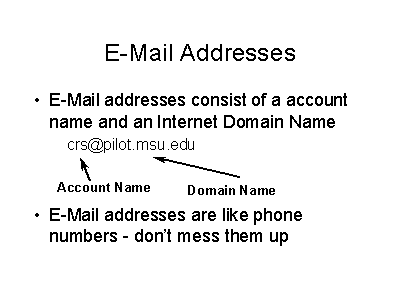 E-Mail Addresses
• E-Mail addresses consist of a account
name and an Internet Domain Name
crs@pilot.msu.edu
Account Name
Domain Name
• E-Mail addresses are like phone
numbers - don't mess them up